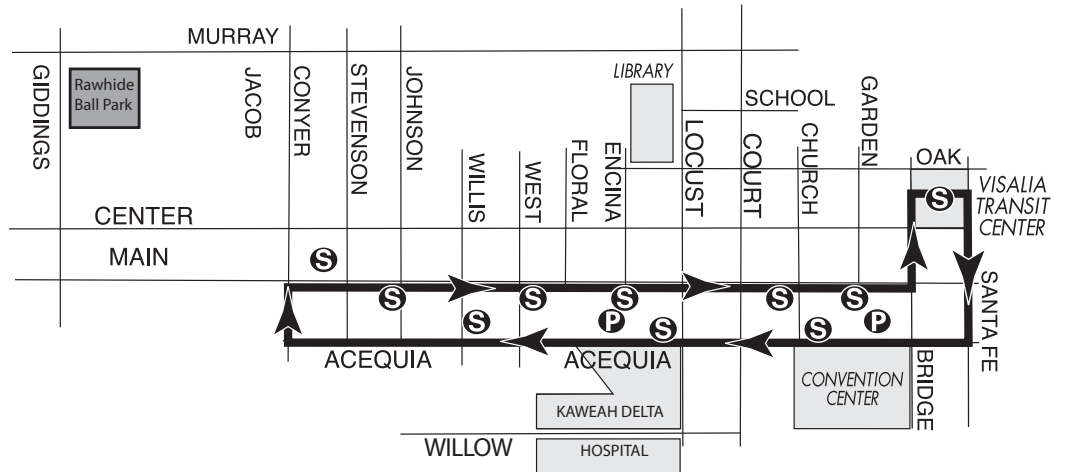 MURRAY
GIDDINGS
Rawhide
Ball Park
JACOB
CONYER
STEVENSON
JOHNSON
WILLIS
WEST
FLORAL
ENCINA
LIBRARY
LOCUST
SCHOOL
COURT
CHURCH
GARDEN
OAK
S
VISALIA
TRANSIT
CENTER
CENTER
MAIN
S
S
S
S
S
S
S
P
S
S
P
SANTA FE
ACEQUIA
ACEQUIA
BRIDGE
CONVENTION
CENTER
KAWEAH DELTA
WILLOW
HOSPITAL